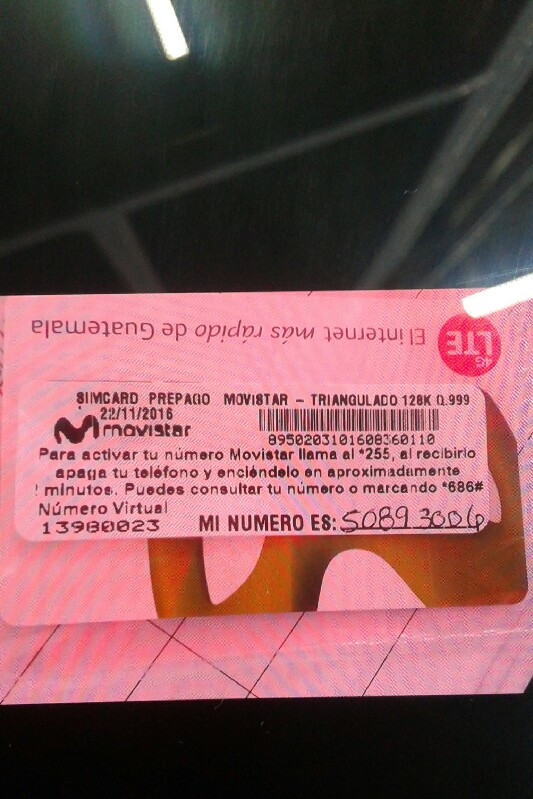 El internet más rápido de Guatemala
4G
LTE
SIMCARD PREPAGO MOVISTAR - TRIANGULADO 128K Q.999
22/11/2016
movistar
8950203101608360110
Para activar tu número Movistar llama al *255, al recibirlo
apaga tu teléfono y enciéndelo en aproximadamente
minutos. Puedes consultar tu número o marcando *686#
Número Virtual
13980023 MI NUMERO ES: 50893006